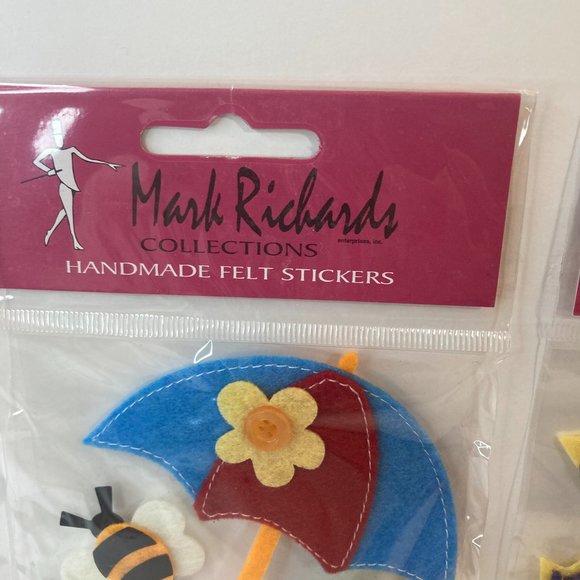 Mark Richards
COLLECTIONS
enterprises, inc.
HANDMADE FELT STICKERS